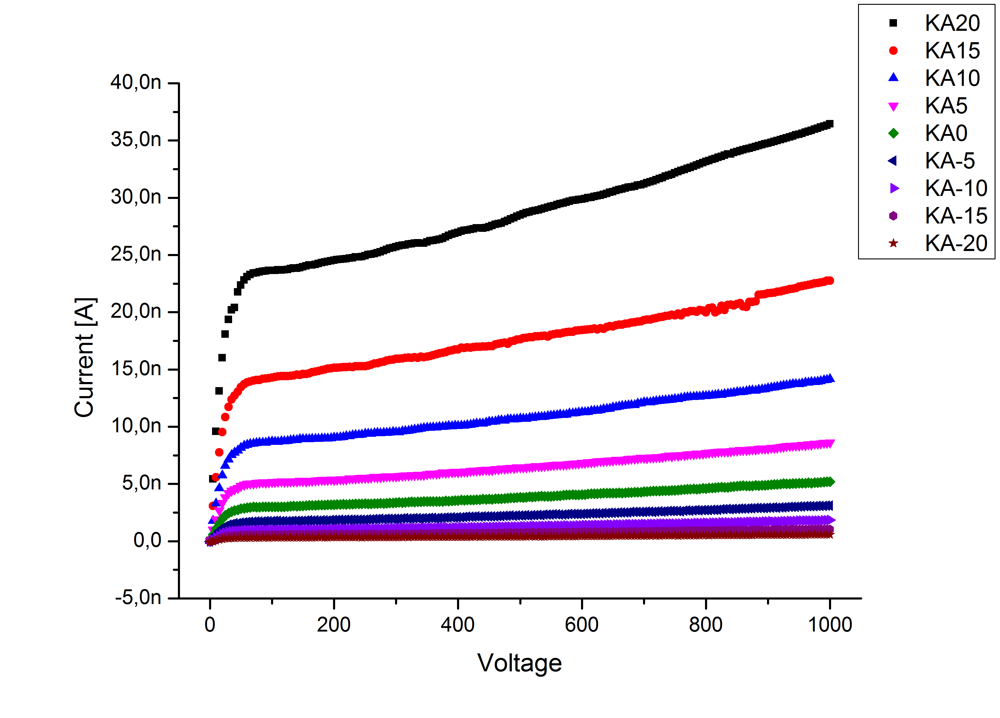 KA20
KA15
KA10
KA5
KA0
KA-5
KA-10
KA-15
KA-20
40,0n
35,0n
30,0n
25,0n
20,0n
15,0n
10,0n
5,0n
0,0
-5,0n
Current [A]
0 200 400 600 800 1000
Voltage